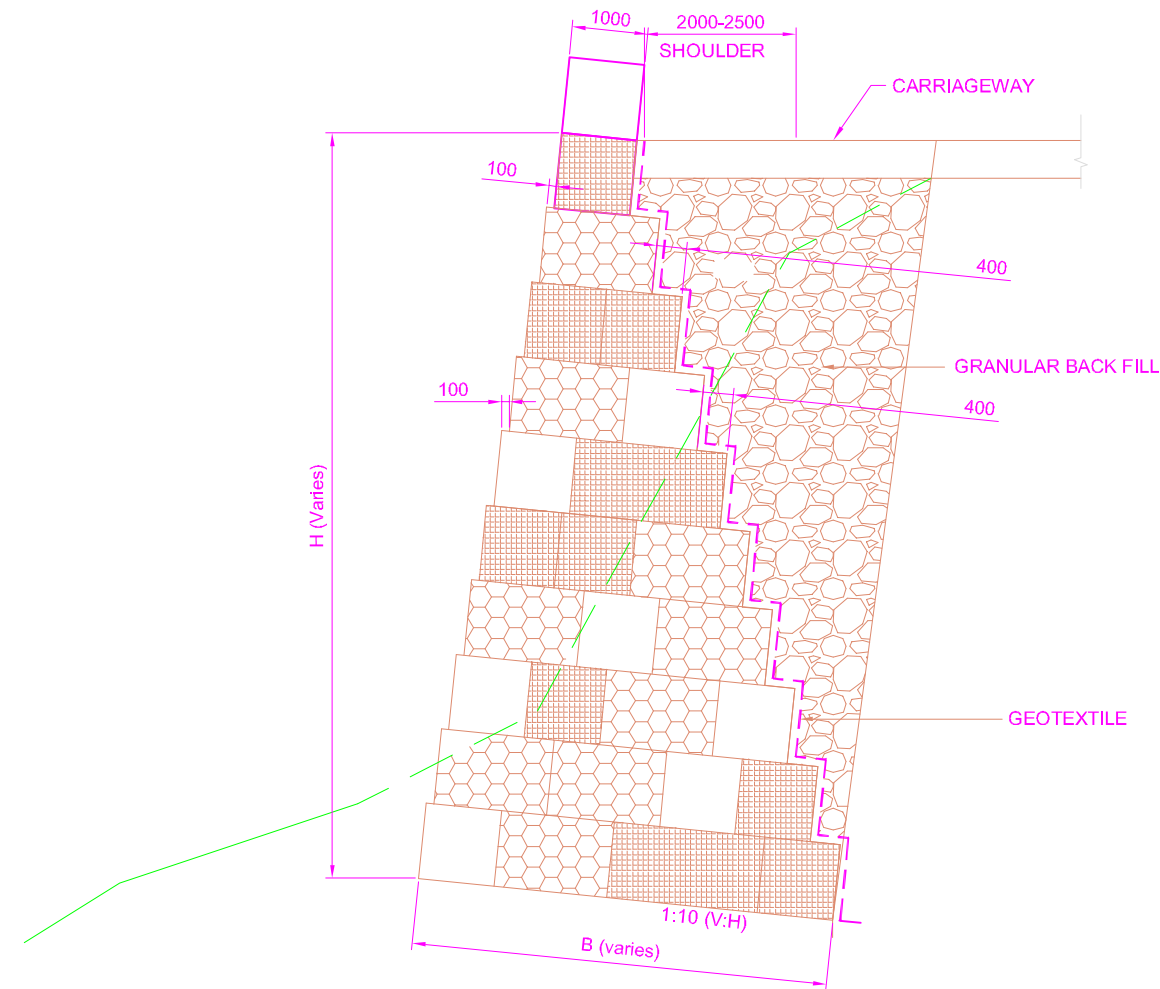 1000
2000-2500
SHOULDER
CARRIAGEWAY
100
400
GRANULAR BACK FILL
100
400
H (Varies)
GEOTEXTILE
1:10 (V:H)
B (varies)